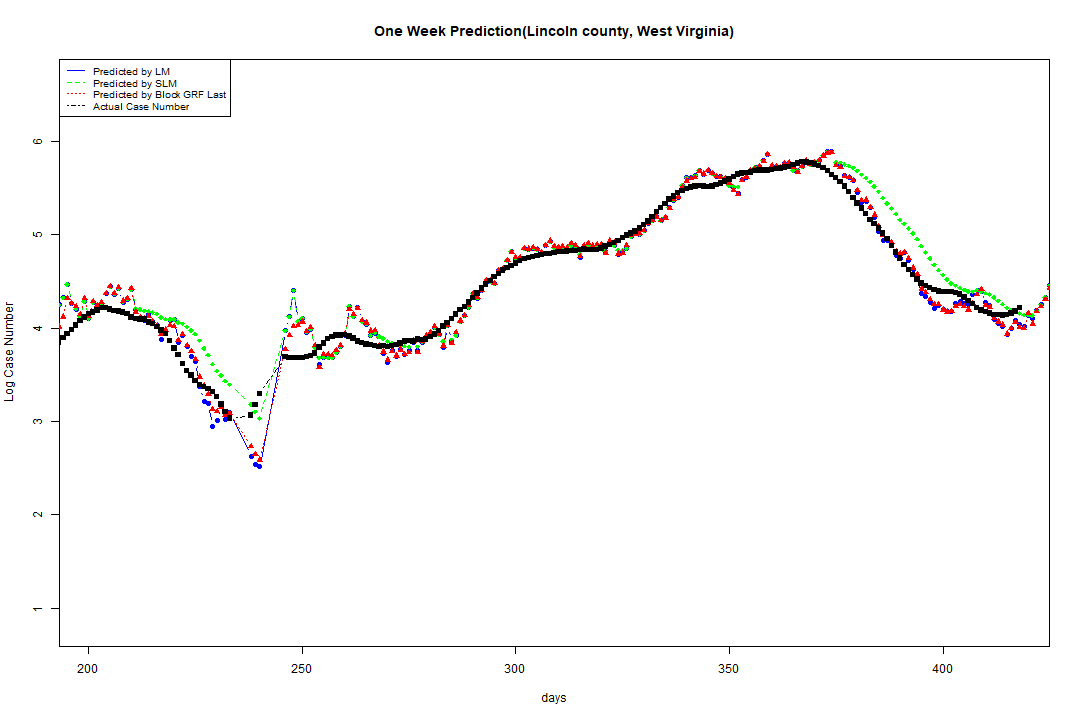 One Week Prediction(Lincoln county, West Virginia)
Predicted by LM
Predicted by SLM
Predicted by Block GRF Last
Actual Case Number
Log Case Number
6
5
4
3
2
1
200 250 300 350 400
days